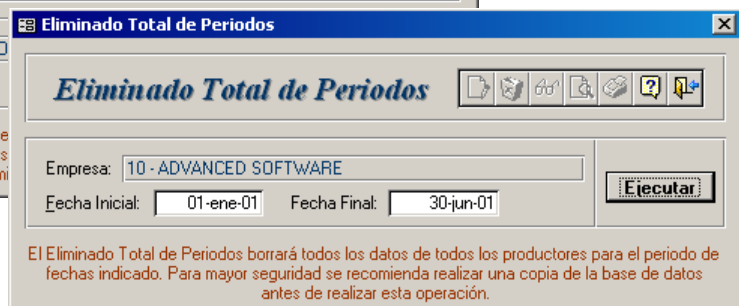 Eliminado Total de Periodos
Eliminado Total de Periodos
Empresa: 10 - ADVANCED SOFTWARE
Fecha Inicial: 01-ene-01 Fecha Final: 30-jun-01
Ejecutar
El Eliminado Total de Periodos borrará todos los datos de todos los productores para el periodo de
fechas indicado. Para mayor seguridad se recomienda realizar una copia de la base de datos
antes de realizar esta operación.